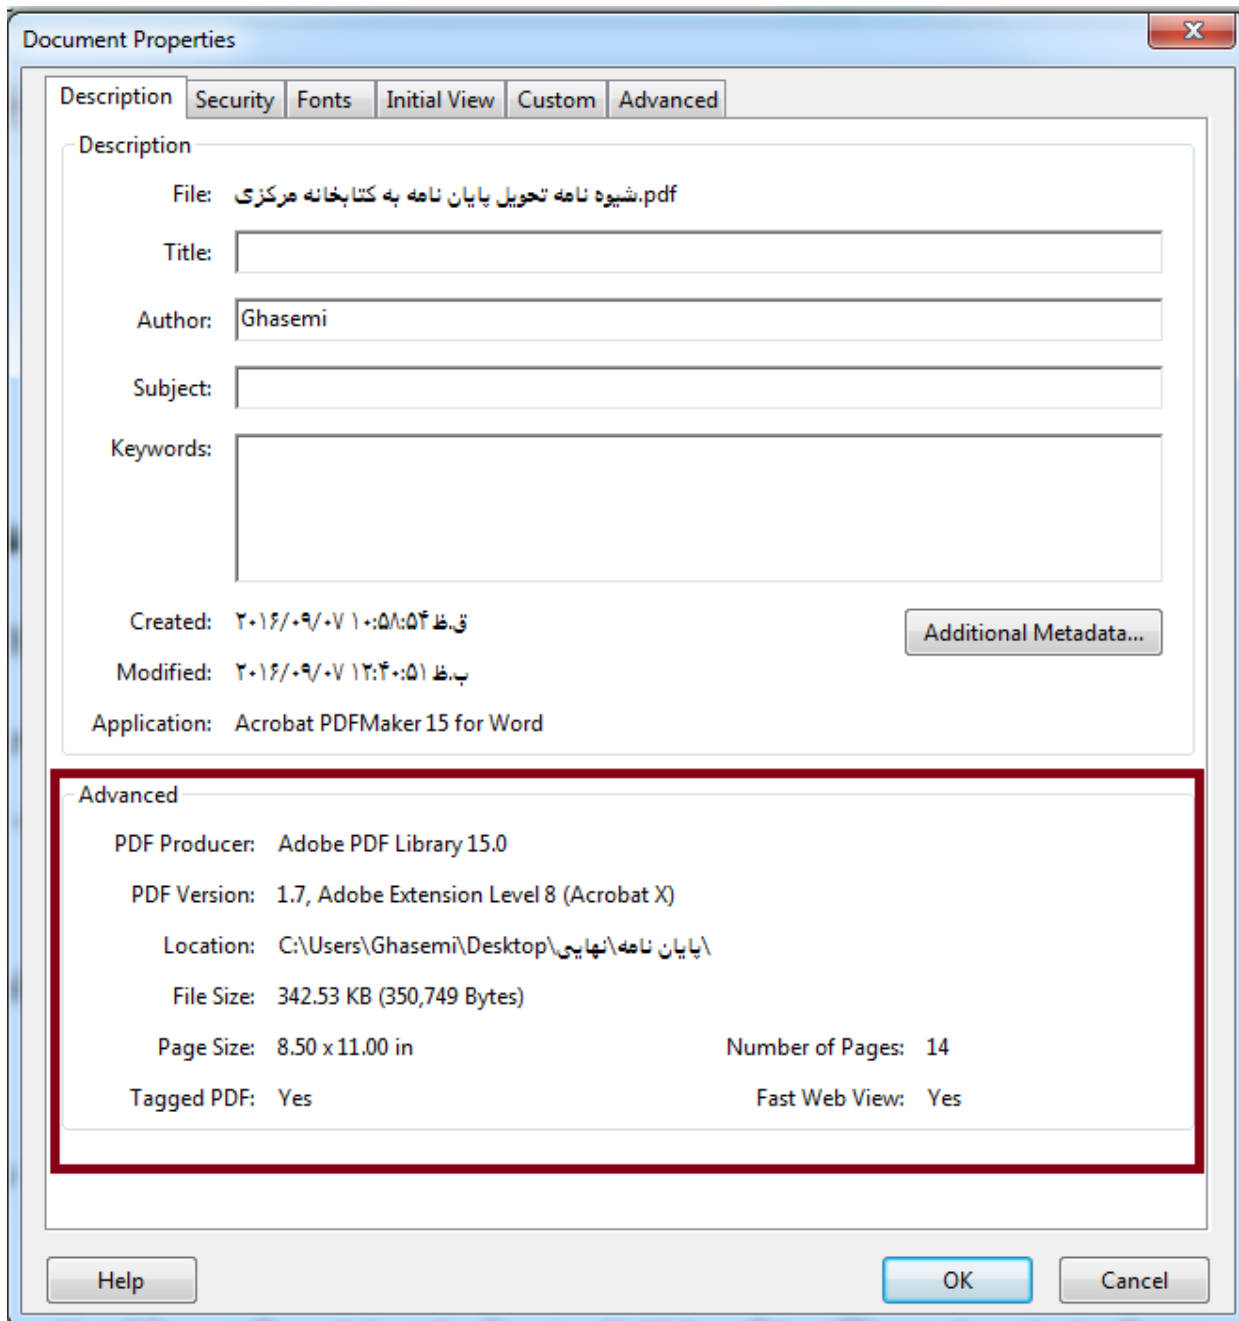 Document Properties
Description Security Fonts Initial View Custom Advanced
Description
File: شیوه نامه تحویل پایان نامه به کتابخانه مرکزی.pdf
Title:
Author: Ghasemi
Subject:
Keywords:
Created: ۲۰۱۶/۰۹/۰۷ ۱۰:۵۸:۵۴ ق.ظ
Additional Metadata...
Modified: ۲۰۱۶/۰۹/۰۷ ۱۲:۴۰:۵۱ ب.ظ
Application: Acrobat PDFMaker 15 for Word
Advanced
PDF Producer: Adobe PDF Library 15.0
PDF Version: 1.7, Adobe Extension Level 8 (Acrobat X)
Location: C:\Users\Ghasemi\Desktop\پایان نامه\نهایی\
File Size: 342.53 KB (350,749 Bytes)
Page Size: 8.50 x 11.00 in Number of Pages: 14
Tagged PDF: Yes Fast Web View: Yes
Help OK Cancel